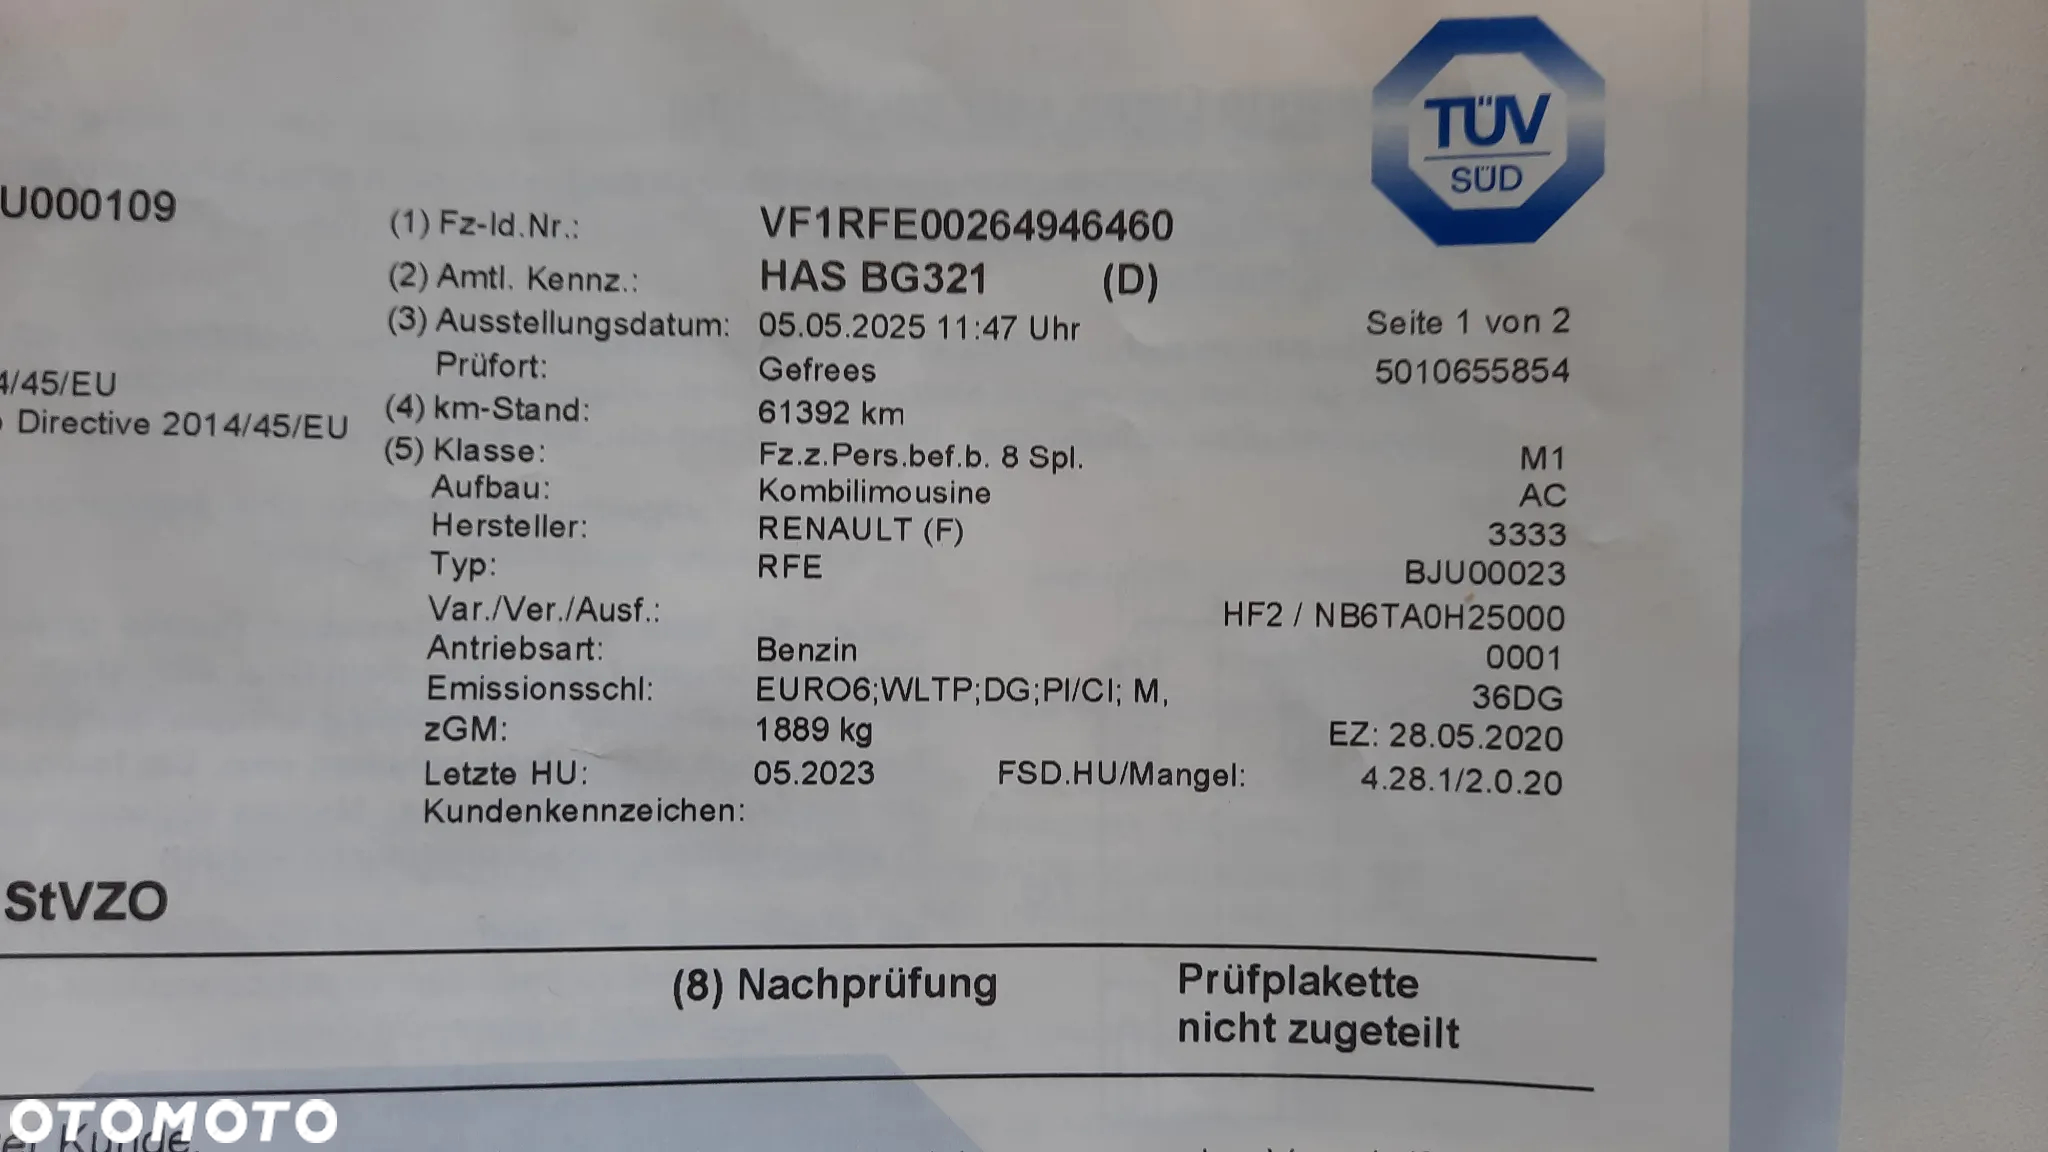 TÜV
SÜD
U000109
(1) Fz-Id.Nr.: VF1RFE00264946460
(2) Amtl. Kennz.: HAS BG321 (D)
(3) Ausstellungsdatum: 05.05.2025 11:47 Uhr Seite 1 von 2
Prüfort: Gefrees 5010655854
4/45/EU
Directive 2014/45/EU
(4) km-Stand: 61392 km
(5) Klasse: Fz.z.Pers.bef.b. 8 Spl. M1
Aufbau: Kombilimousine AC
Hersteller: RENAULT (F) 3333
Typ: RFE BJU00023
Var./Ver./Ausf.: HF2 / NB6TA0H25000
Antriebsart: Benzin 0001
Emissionsschl: EURO6;WLTP;DG;PI/CI; M, 36DG
zGM: 1889 kg EZ: 28.05.2020
Letzte HU: 05.2023 FSD.HU/Mangel: 4.28.1/2.0.20
Kundenkennzeichen:
StVZO
(8) Nachprüfung Prüfplakette
nicht zugeteilt
OTOMOTO
Kunde,